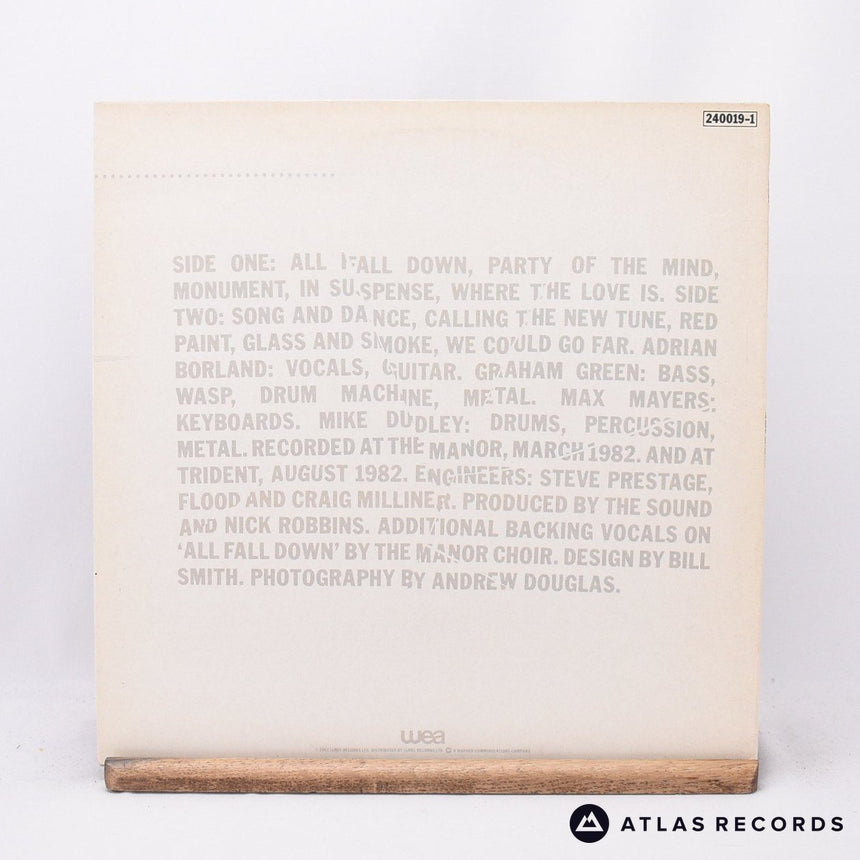 240019-1
SIDE ONE: ALL FALL DOWN, PARTY OF THE MIND,
MONUMENT, IN SUSPENSE, WHERE THE LOVE IS. SIDE
TWO: SONG AND DANCE, CALLING THE NEW TUNE, RED
PAINT, GLASS AND SMOKE, WE COULD GO FAR. ADRIAN
BORLAND: VOCALS, GUITAR. GRAHAM GREEN: BASS,
WASP, DRUM MACHINE, METAL. MAX MAYERS:
KEYBOARDS. MIKE DUDLEY: DRUMS, PERCUSSION,
METAL. RECORDED AT THE MANOR, MARCH 1982. AND AT
TRIDENT, AUGUST 1982. ENGINEERS: STEVE PRESTAGE,
FLOOD AND CRAIG MILLINER. PRODUCED BY THE SOUND
AND NICK ROBBINS. ADDITIONAL BACKING VOCALS ON
'ALL FALL DOWN' BY THE MANOR CHOIR. DESIGN BY BILL
SMITH. PHOTOGRAPHY BY ANDREW DOUGLAS.
wea
A WARNER COMMUNICATIONS COMPANY
ATLAS RECORDS